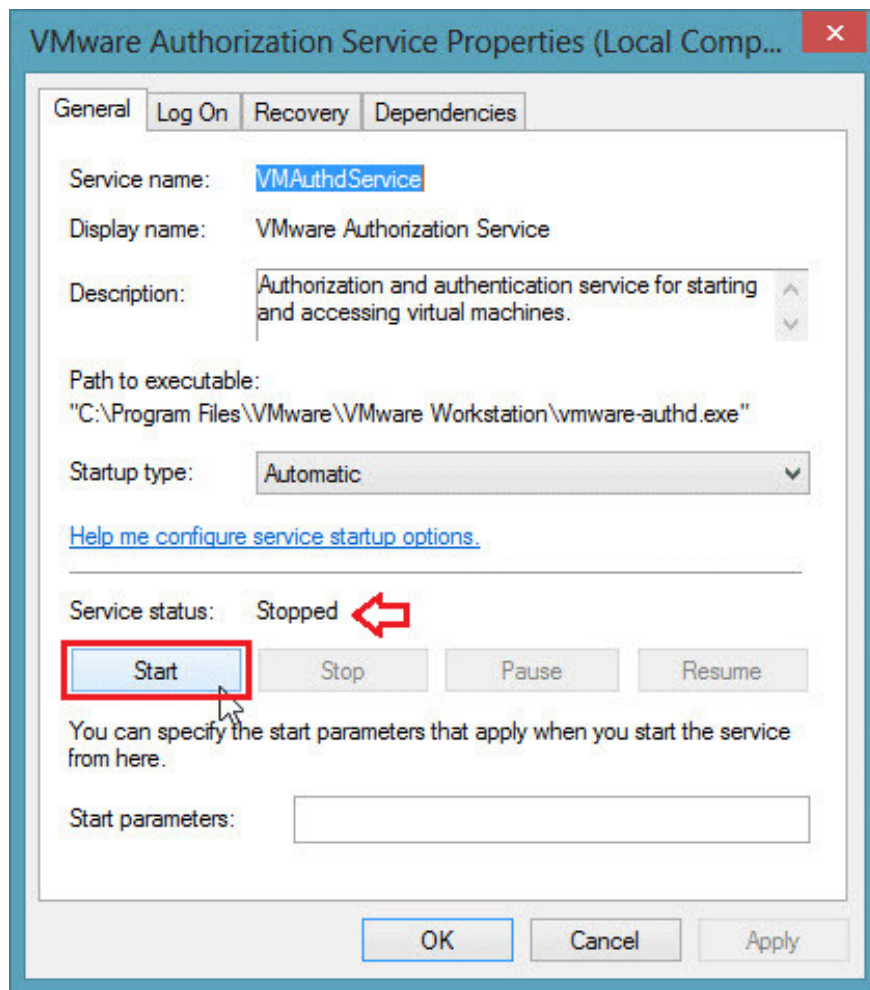 VMware Authorization Service Properties (Local Comp...
General Log On Recovery Dependencies
Service name: VMAuthdService
Display name: VMware Authorization Service
Description: Authorization and authentication service for starting
and accessing virtual machines.
Path to executable:
"C:\Program Files\VMware\VMware Workstation\vmware-authd.exe"
Startup type: Automatic
Help me configure service startup options.
Service status: Stopped
Start Stop Pause Resume
You can specify the start parameters that apply when you start the service
from here.
Start parameters:
OK Cancel Apply